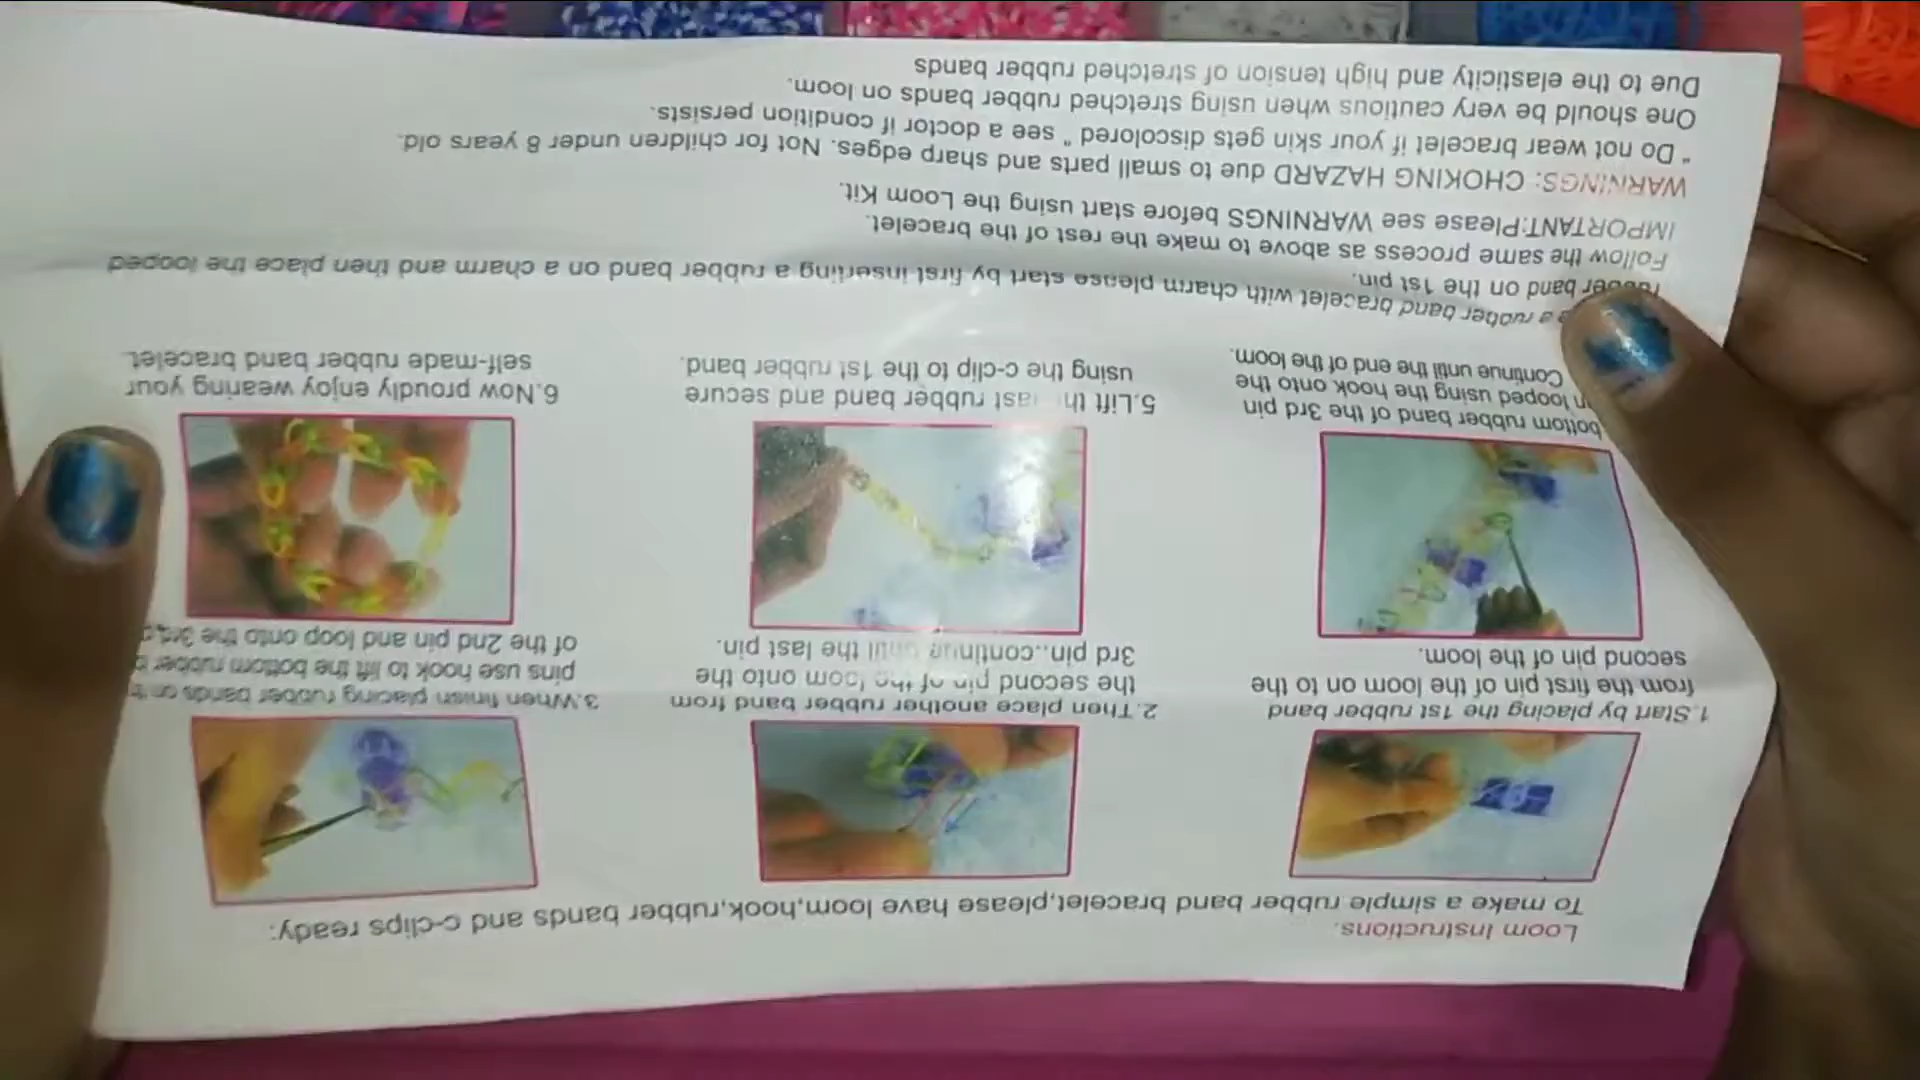 Loom Instructions.
To make a simple rubber band bracelet,please have loom,hook,rubber bands and c-clips ready:
1.Start by placing the 1st rubber band
from the first pin of the loom on to the
second pin of the loom.
2.Then place another rubber band from
the second pin of the loom onto the
3rd pin..continue until the last pin.
3.When finish placing rubber bands on
pins use hook to lift the bottom rubber
of the 2nd pin and loop onto the 3rd
bottom rubber band of the 3rd pin
looped using the hook onto the
Continue until the end of the loom.
5.Lift the last rubber band and secure
using the c-clip to the 1st rubber band.
6.Now proudly enjoy wearing your
self-made rubber band bracelet.
a rubber band bracelet with charm please start by first inserting a rubber band on a charm and then place the looped
rubber band on the 1st pin.
Follow the same process as above to make the rest of the bracelet.
IMPORTANT:Please see WARNINGS before start using the Loom Kit.
WARNINGS: CHOKING HAZARD due to small parts and sharp edges. Not for children under 8 years old.
" Do not wear bracelet if your skin gets discolored " see a doctor if condition persists.
One should be very cautious when using stretched rubber bands on loom.
Due to the elasticity and high tension of stretched rubber bands